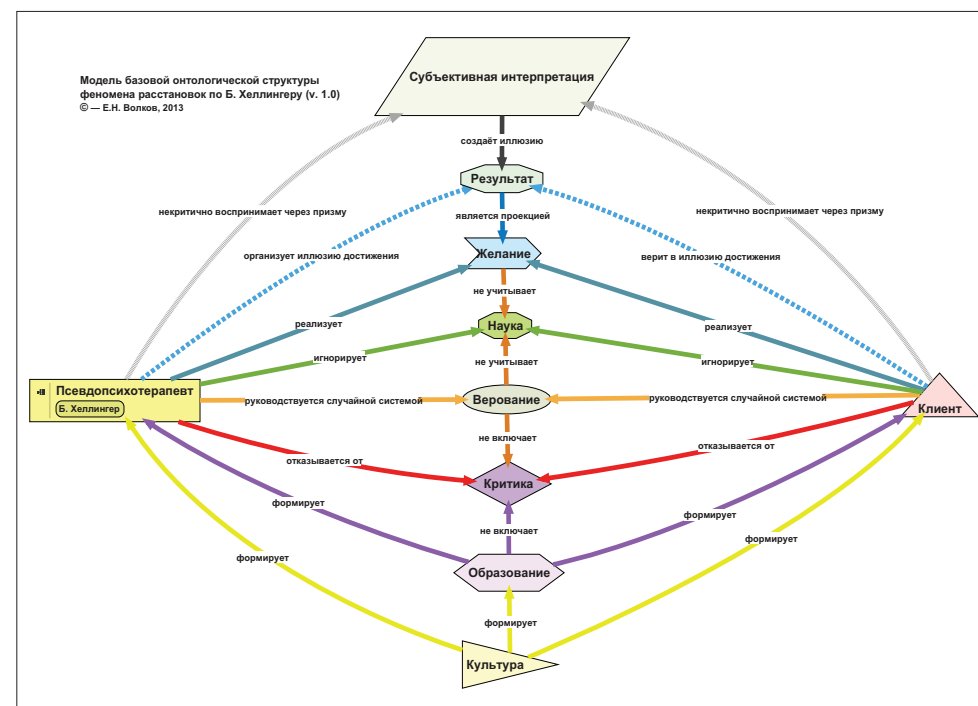 Субъективная интерпретация
Модель базовой онтологической структуры
феномена расстановок по Б. Хеллингеру (v. 1.0)
© — Е.Н. Волков, 2013
создаёт иллюзию
Результат
некритично воспринимает через призму
является проекцией
некритично воспринимает через призму
организует иллюзию достижения
Желание
верит в иллюзию достижения
не учитывает
реализует
Наука
реализует
игнорирует
не учитывает
игнорирует
Псевдопсихотерапевт
Б. Хеллингер
руководствуется случайной системой
Верование
руководствуется случайной системой
Клиент
не включает
отказывается от
отказывается от
Критика
формирует
не включает
формирует
формирует
Образование
формирует
формирует
Культура